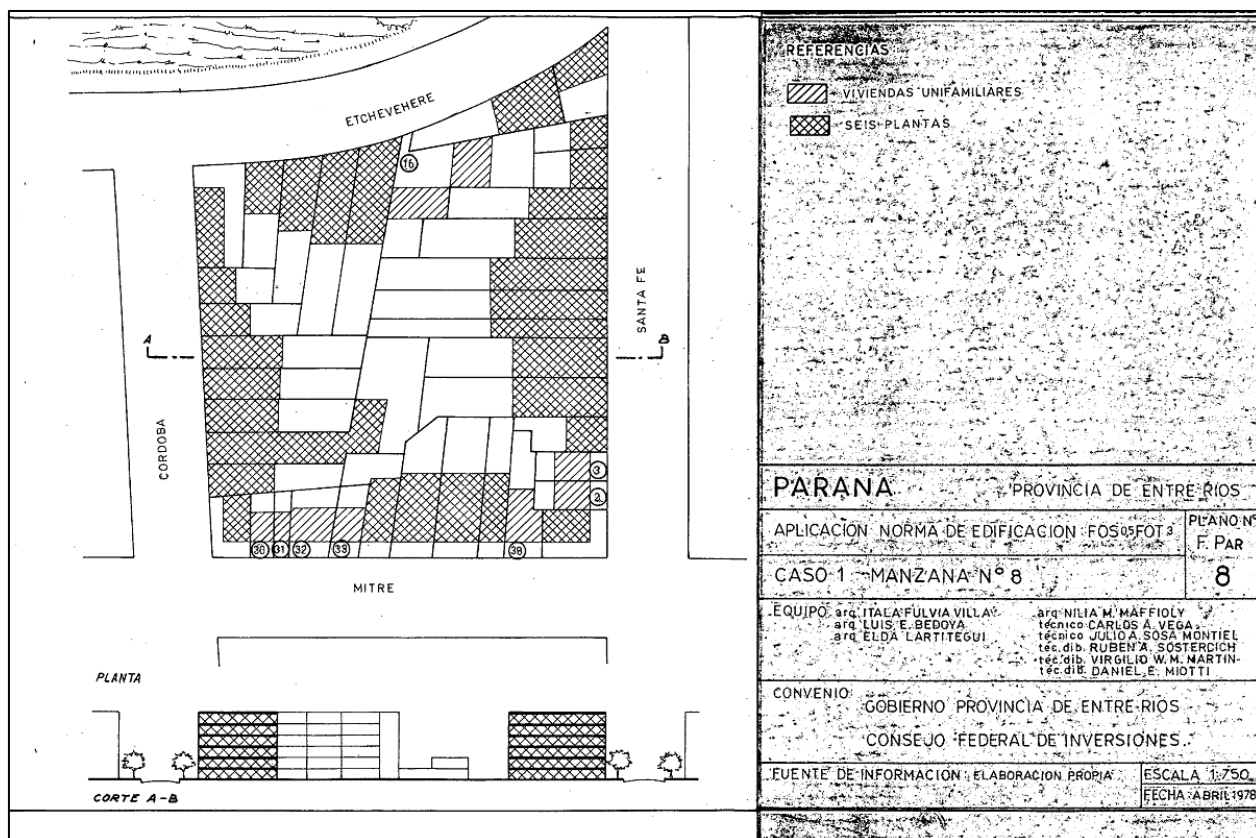 ETCHEVEHERE
16
SANTA FE
A
B
CORDOBA
3
2
30
31
32
33
38
MITRE
PLANTA
CORTE A-B
REFERENCIAS
VIVIENDAS UNIFAMILIARES
SEIS PLANTAS
PARANA PROVINCIA DE ENTRE RIOS
APLICACIÓN NORMA DE EDIFICACION FOS 0,5 FOT 3
PLANO Nº
F. PAR
8
CASO 1 - MANZANA Nº 8
EQUIPO: arq. ITALA FULVIA VILLA
arq. LUIS E. BEDOYA
arq. ELDA LARTITEGUI
arq. NILIA M. MAFFIOLY
técnico CARLOS A. VEGA
técnico JULIO A. SOSA MONTIEL
téc. dib. RUBEN A. SOSTERDICH
téc. dib. VIRGILIO W. M. MARTIN
téc. dib. DANIEL E. MIOTTI
CONVENIO:
GOBIERNO PROVINCIA DE ENTRE RIOS
CONSEJO FEDERAL DE INVERSIONES.
FUENTE DE INFORMACION: ELABORACION PROPIA
ESCALA 1:750
FECHA: ABRIL 1978